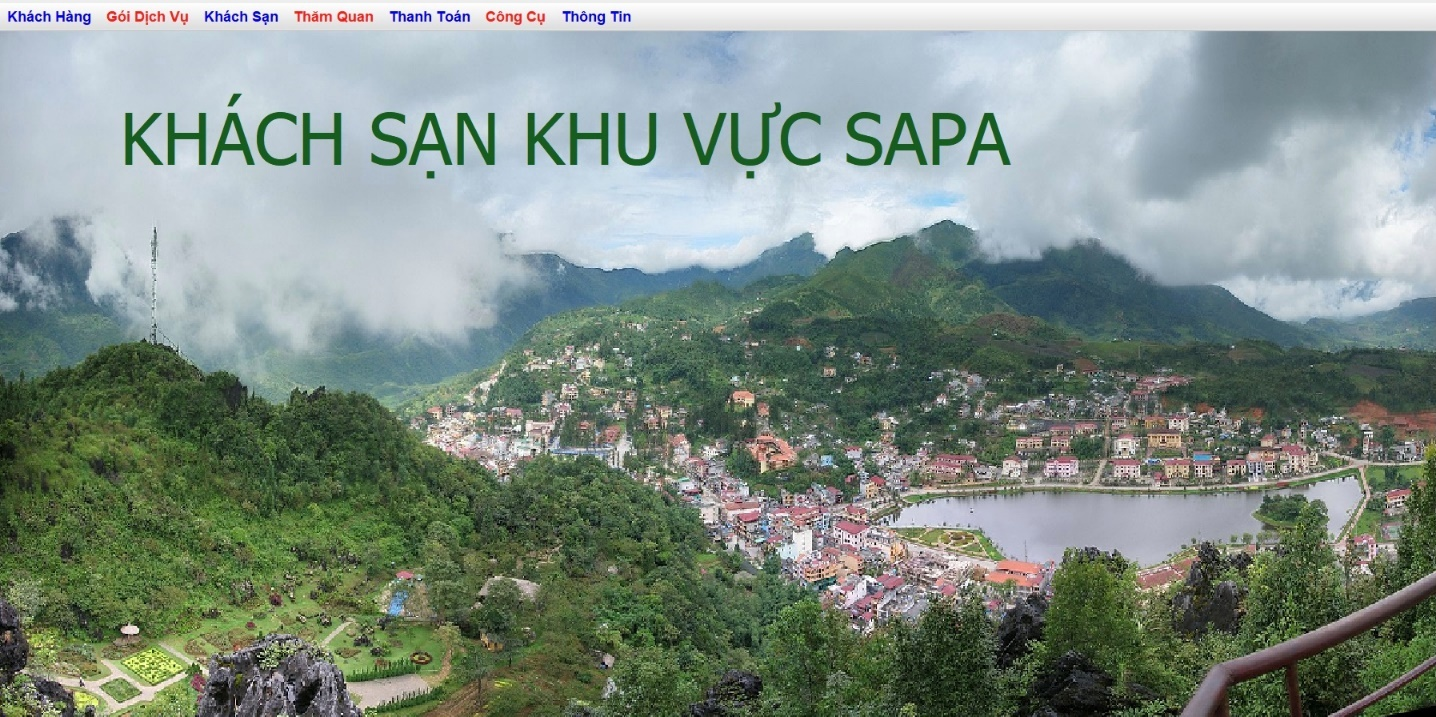 Khách Hàng Gói Dịch Vụ Khách Sạn Thăm Quan Thanh Toán Công Cụ Thông Tin
KHÁCH SẠN KHU VỰC SAPA